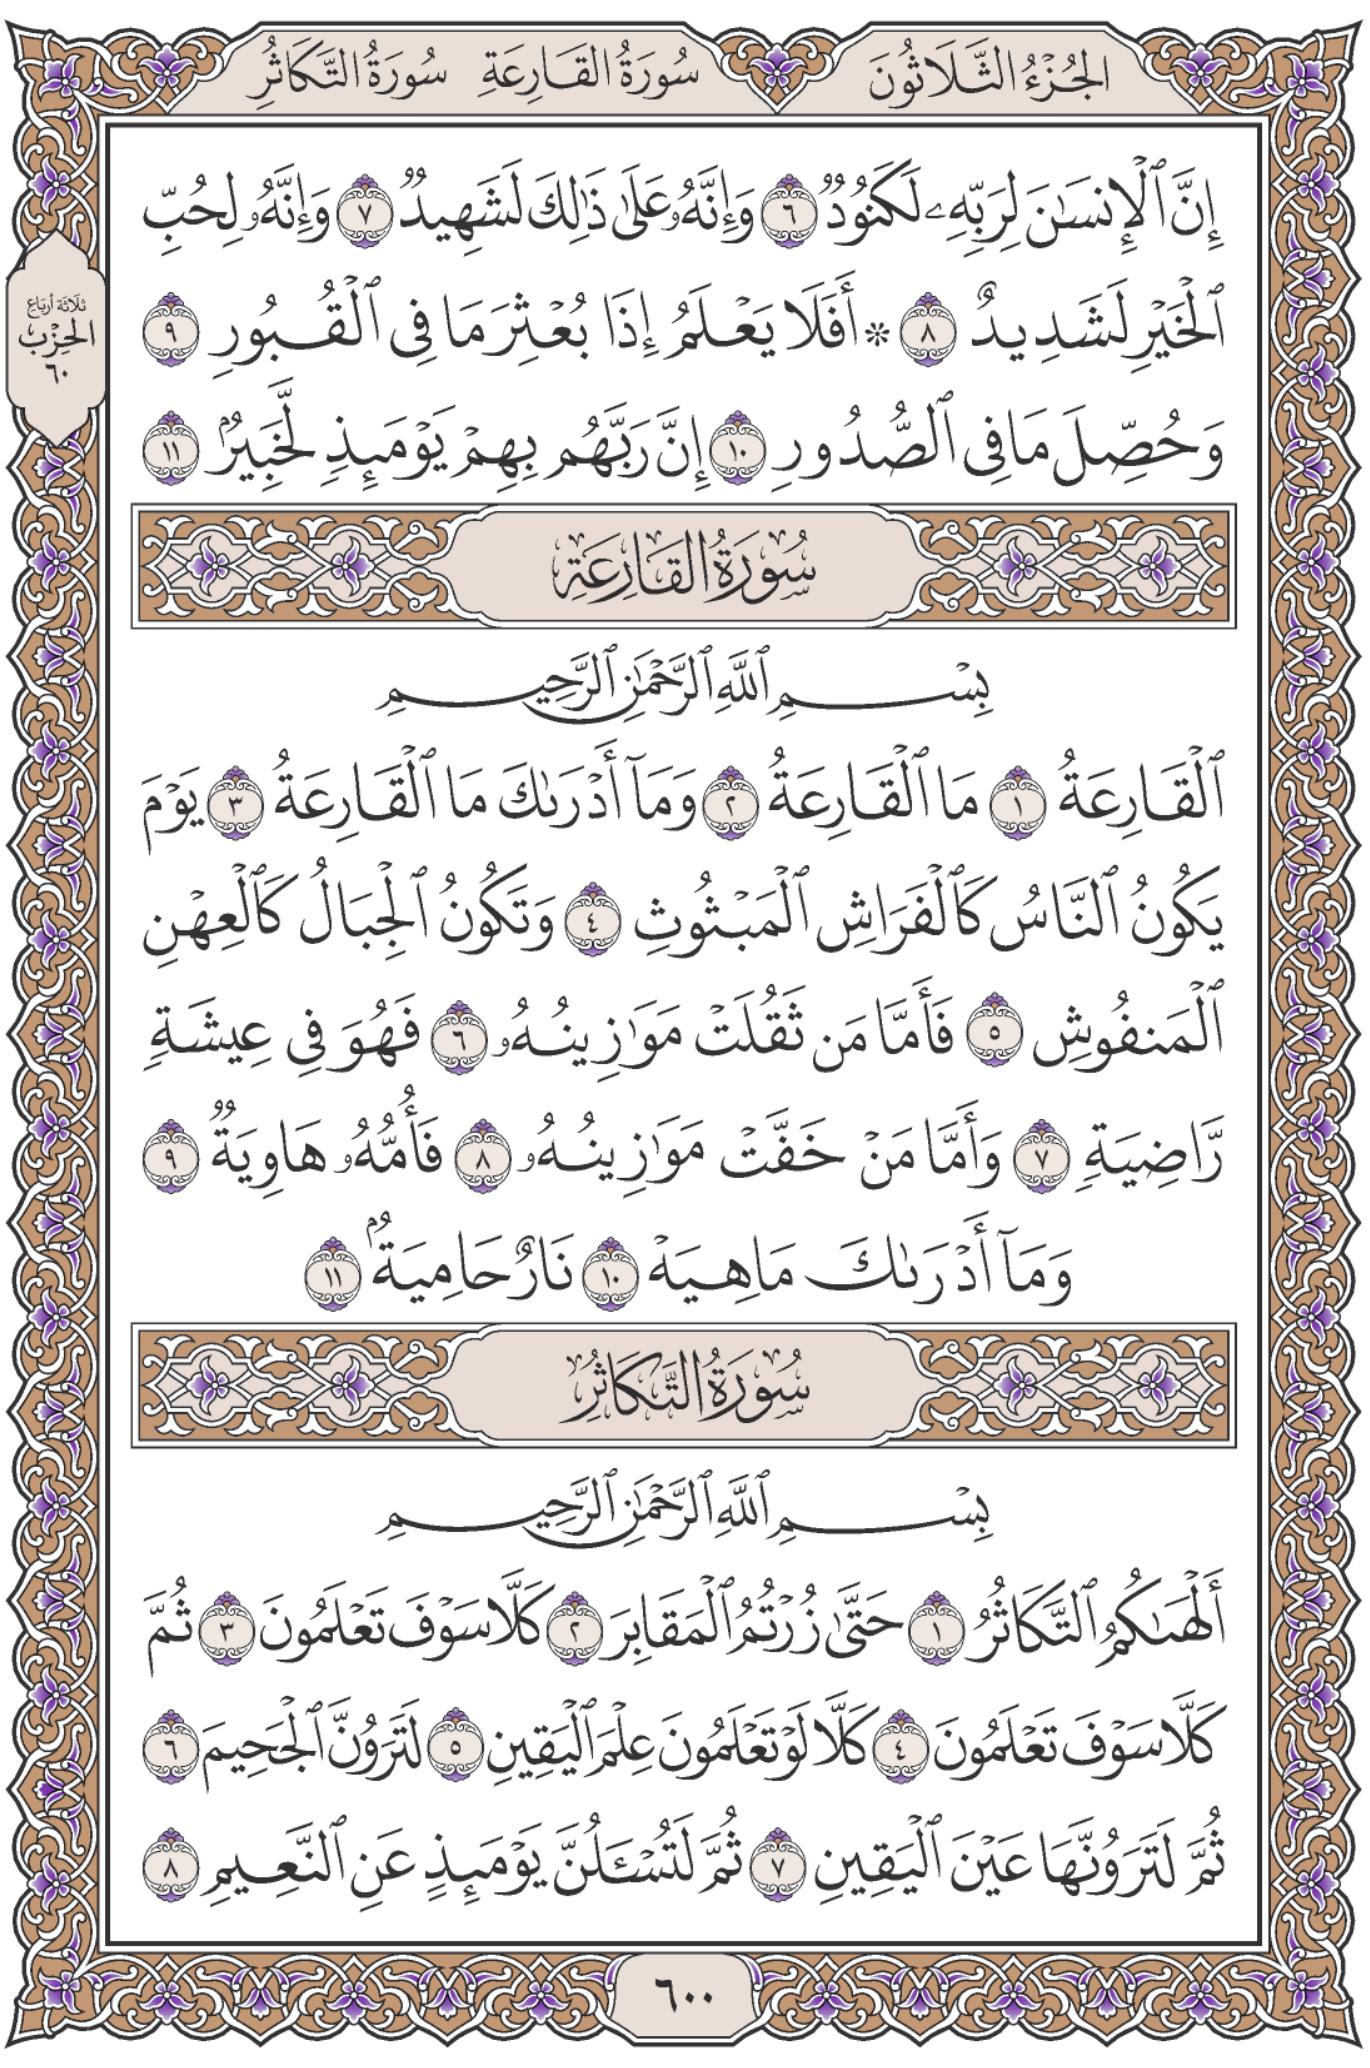 الجُزْءُ الثَّلَاثُونَ سُورَةُ القَارِعَةِ سُورَةُ التَّكَاثُرِ
إِنَّ ٱلْإِنسَٰنَ لِرَبِّهِۦ لَكَنُودٌ ٦ وَإِنَّهُۥ عَلَىٰ ذَٰلِكَ لَشَهِيدٌ ٧ وَإِنَّهُۥ لِحُبِّ
ٱلْخَيْرِ لَشَدِيدٌ ٨ * أَفَلَا يَعْلَمُ إِذَا بُعْثِرَ مَا فِى ٱلْقُبُورِ ٩
ثَلَاثَة أَرْبَاع
الحِزْب
٦٠
وَحُصِّلَ مَا فِى ٱلصُّدُورِ ١٠ إِنَّ رَبَّهُم بِهِمْ يَوْمَئِذٍ لَّخَبِيرٌۢ ١١
سُورَةُ القَارِعَةِ
بِسْمِ ٱللَّهِ ٱلرَّحْمَٰنِ ٱلرَّحِيمِ
ٱلْقَارِعَةُ ١ مَا ٱلْقَارِعَةُ ٢ وَمَآ أَدْرَىٰكَ مَا ٱلْقَارِعَةُ ٣ يَوْمَ
يَكُونُ ٱلنَّاسُ كَٱلْفَرَاشِ ٱلْمَبْثُوثِ ٤ وَتَكُونُ ٱلْجِبَالُ كَٱلْعِهْنِ
ٱلْمَنفُوشِ ٥ فَأَمَّا مَن ثَقُلَتْ مَوَٰزِينُهُۥ ٦ فَهُوَ فِى عِيشَةٍ
رَّاضِيَةٍ ٧ وَأَمَّا مَنْ خَفَّتْ مَوَٰزِينُهُۥ ٨ فَأُمُّهُۥ هَاوِيَةٌ ٩
وَمَآ أَدْرَىٰكَ مَاهِيَهْ ١٠ نَارٌ حَامِيَةٌۢ ١١
سُورَةُ التَّكَاثُرِ
بِسْمِ ٱللَّهِ ٱلرَّحْمَٰنِ ٱلرَّحِيمِ
أَلْهَىٰكُمُ ٱلتَّكَاثُرُ ١ حَتَّىٰ زُرْتُمُ ٱلْمَقَابِرَ ٢ كَلَّا سَوْفَ تَعْلَمُونَ ٣ ثُمَّ
كَلَّا سَوْفَ تَعْلَمُونَ ٤ كَلَّا لَوْ تَعْلَمُونَ عِلْمَ ٱلْيَقِينِ ٥ لَتَرَوُنَّ ٱلْجَحِيمَ ٦
ثُمَّ لَتَرَوُنَّهَا عَيْنَ ٱلْيَقِينِ ٧ ثُمَّ لَتُسْـَٔلُنَّ يَوْمَئِذٍ عَنِ ٱلنَّعِيمِ ٨
٦٠٠